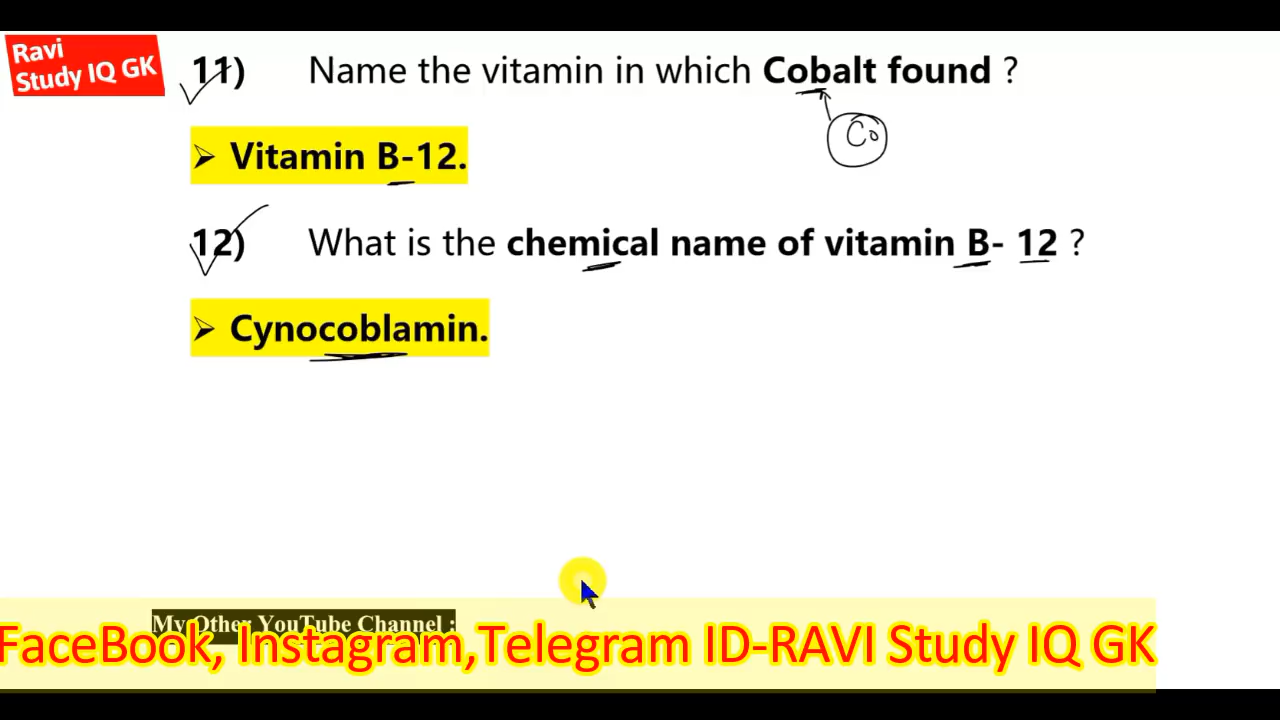 Ravi
Study IQ GK
11) Name the vitamin in which Cobalt found ?
Co
➢ Vitamin B-12.
12) What is the chemical name of vitamin B- 12 ?
➢ Cynocoblamin.
My Other YouTube Channel :
FaceBook, Instagram,Telegram ID-RAVI Study IQ GK